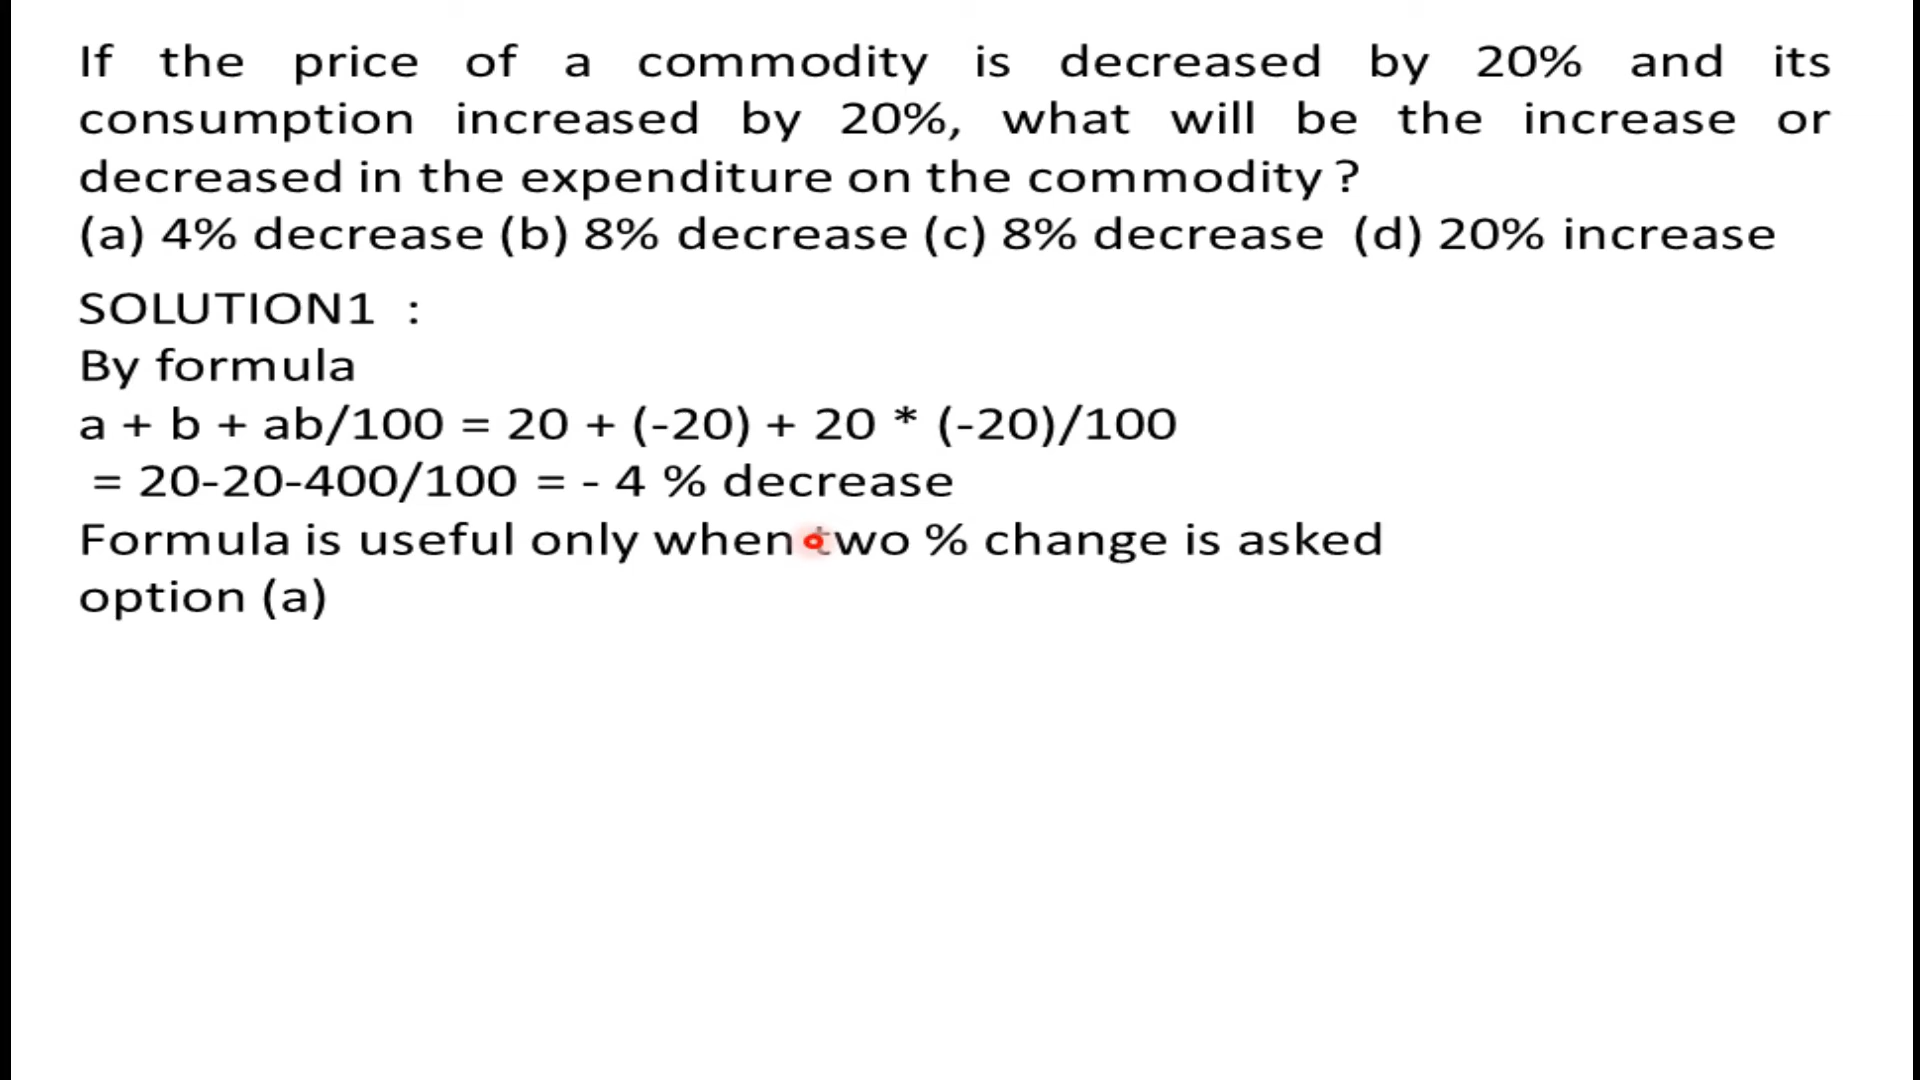 If the price of a commodity is decreased by 20% and its
consumption increased by 20%, what will be the increase or
decreased in the expenditure on the commodity ?
(a) 4% decrease (b) 8% decrease (c) 8% decrease (d) 20% increase
SOLUTION1 :
By formula
a + b + ab/100 = 20 + (-20) + 20 * (-20)/100
= 20-20-400/100 = - 4 % decrease
Formula is useful only when two % change is asked
option (a)